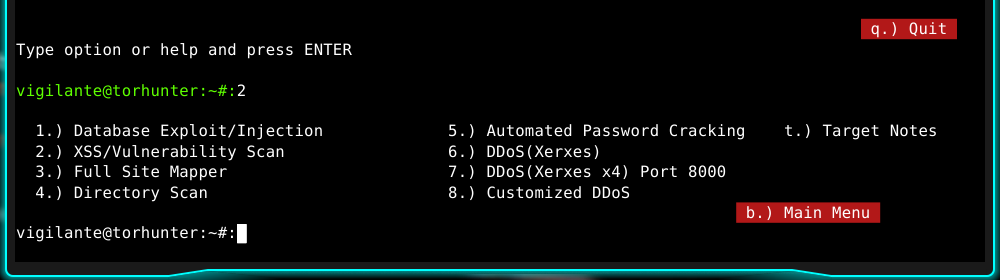 q.) Quit
Type option or help and press ENTER
vigilante@torhunter:~#:2
1.) Database Exploit/Injection 5.) Automated Password Cracking t.) Target Notes
2.) XSS/Vulnerability Scan 6.) DDoS(Xerxes)
3.) Full Site Mapper 7.) DDoS(Xerxes x4) Port 8000
4.) Directory Scan 8.) Customized DDoS
b.) Main Menu
vigilante@torhunter:~#: